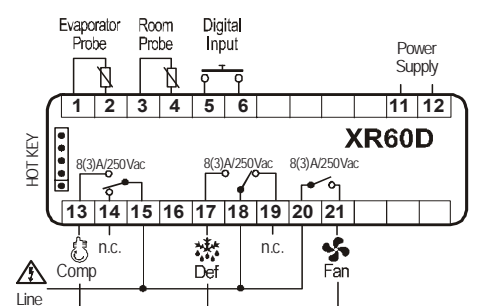 Evaporator Probe
Room Probe
Digital Input
Power Supply
1 2 3 4 5 6 11 12
XR60D
HOT KEY
8(3)A/250Vac 8(3)A/250Vac 8(3)A/250Vac
13 14 15 16 17 18 19 20 21
n.c. n.c.
Comp Def Fan
Line